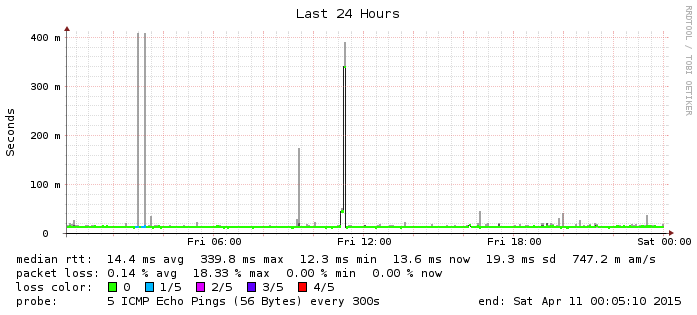 Last 24 Hours
RRDTOOL / TOBI OETIKER
Seconds
400 m
300 m
200 m
100 m
0
Fri 06:00 Fri 12:00 Fri 18:00 Sat 00:00
median rtt: 14.4 ms avg 339.8 ms max 12.3 ms min 13.6 ms now 19.3 ms sd 747.2 m am/s
packet loss: 0.14 % avg 18.33 % max 0.00 % min 0.00 % now
loss color: 0 1/5 2/5 3/5 4/5
probe: 5 ICMP Echo Pings (56 Bytes) every 300s end: Sat Apr 11 00:05:10 2015